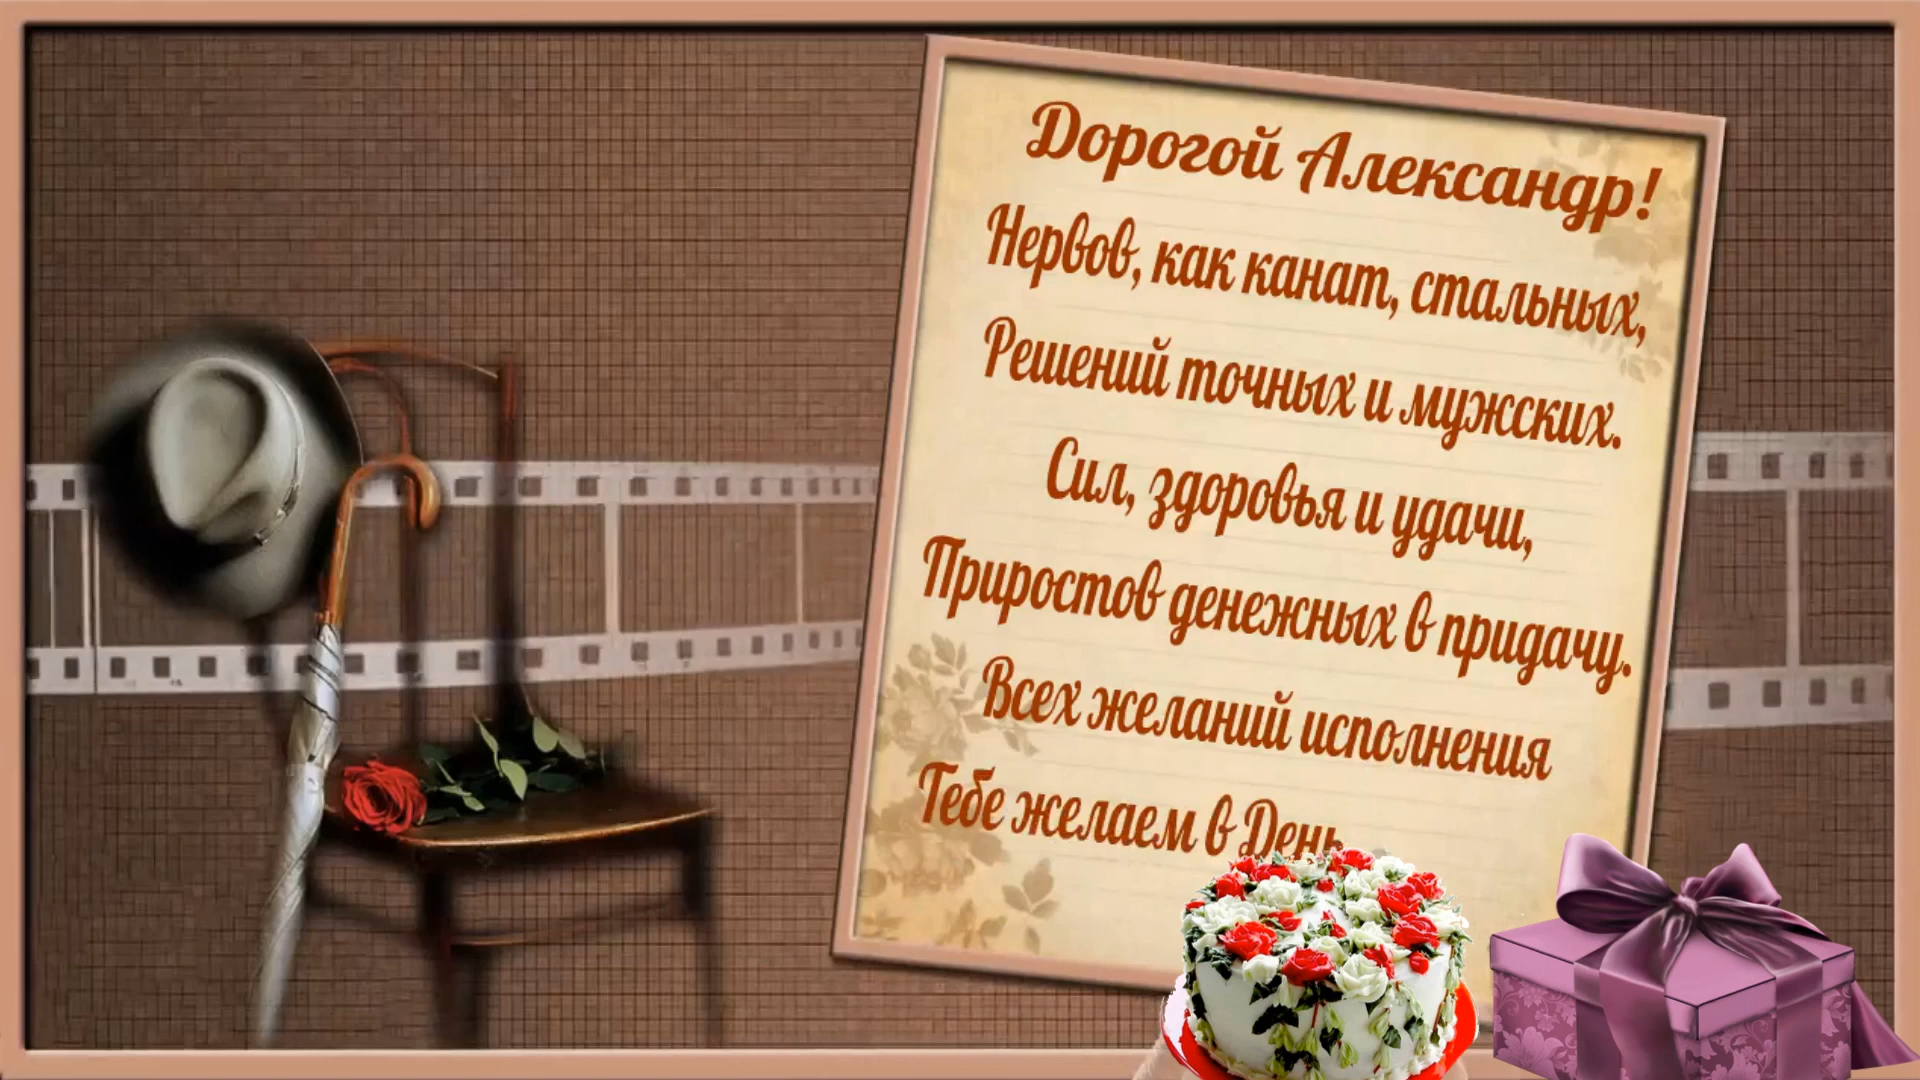 Дорогой Александр!
Нервов, как канат, стальных,
Решений точных и мужских.
Сил, здоровья и удачи,
Приростов денежных в придачу.
Всех желаний исполнения
Тебе желаем в День